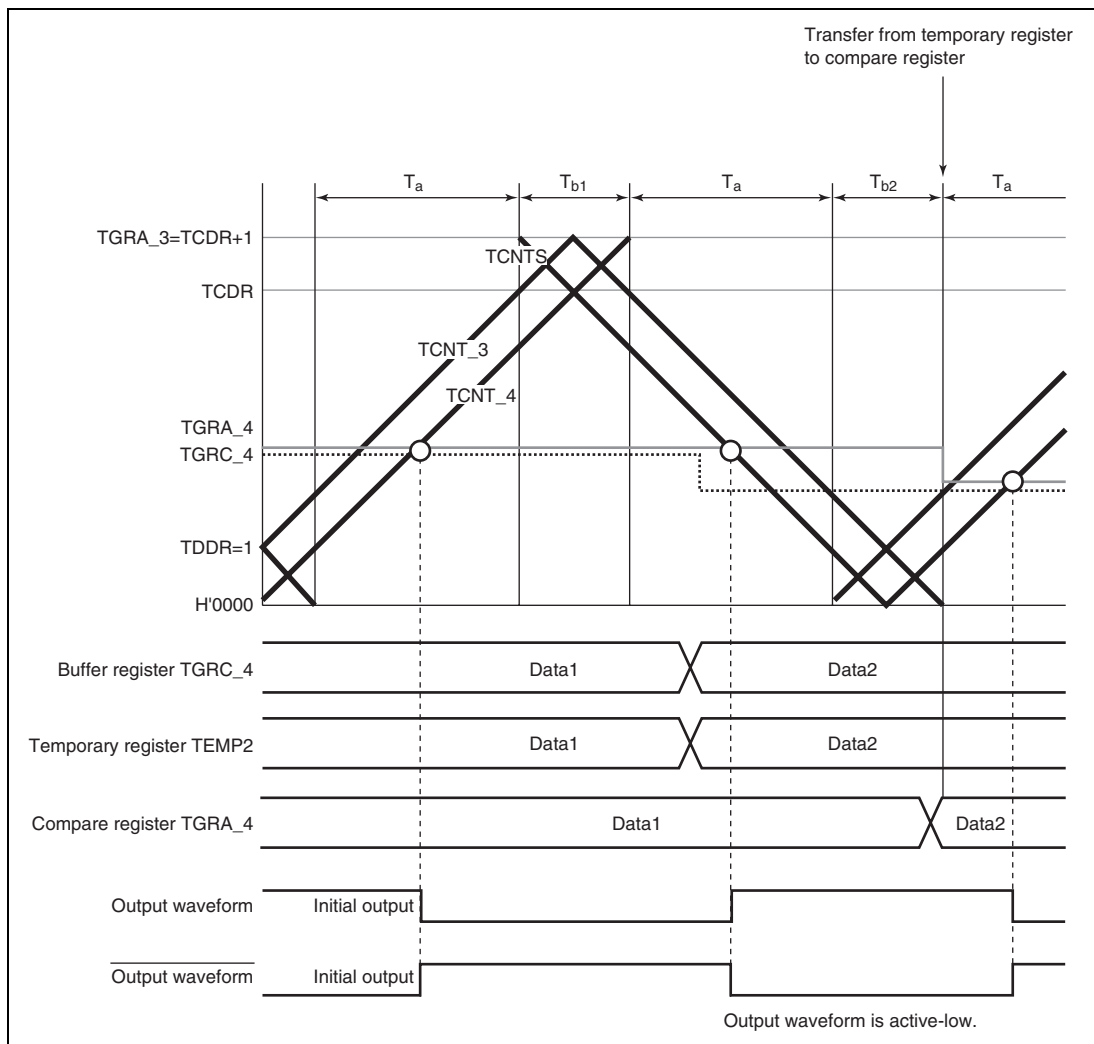 Transfer from temporary register
to compare register
Ta
Tb1
Ta
Tb2
Ta
TGRA_3=TCDR+1
TCNTS
TCDR
TCNT_3
TCNT_4
TGRA_4
TGRC_4
TDDR=1
H'0000
Buffer register TGRC_4
Data1
Data2
Temporary register TEMP2
Data1
Data2
Compare register TGRA_4
Data1
Data2
Output waveform
Initial output
Output waveform
Initial output
Output waveform is active-low.